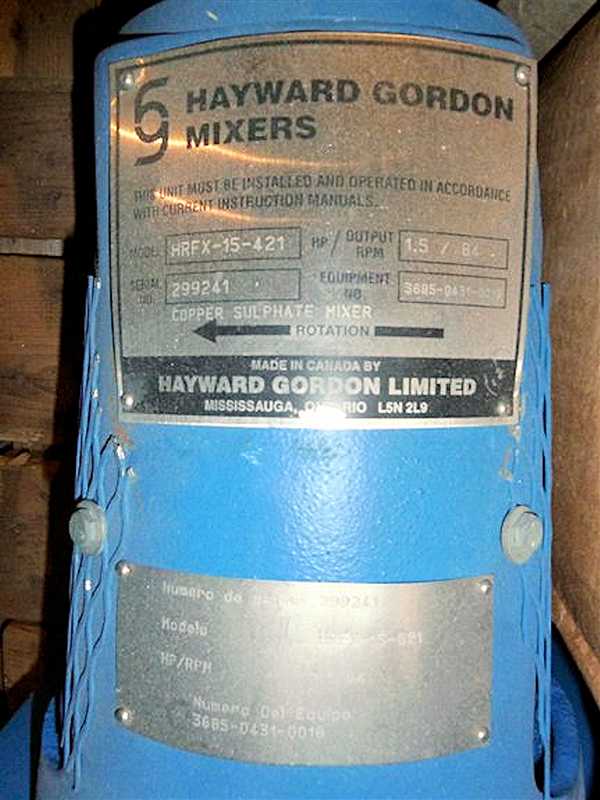 HAYWARD GORDON
MIXERS
THIS UNIT MUST BE INSTALLED AND OPERATED IN ACCORDANCE
WITH CURRENT INSTRUCTION MANUALS.
MODEL HRFX-15-421 HP / OUTPUT RPM 1.5 / 84
SERIAL NO. 299241 EQUIPMENT NO. 3685-0431-0016
COPPER SULPHATE MIXER
ROTATION
MADE IN CANADA BY
HAYWARD GORDON LIMITED
MISSISSAUGA, ONTARIO L5N 2L9
Numero de 299241
Modelo
HP/RPM
Numero Del Equipo
3685-0431-0016